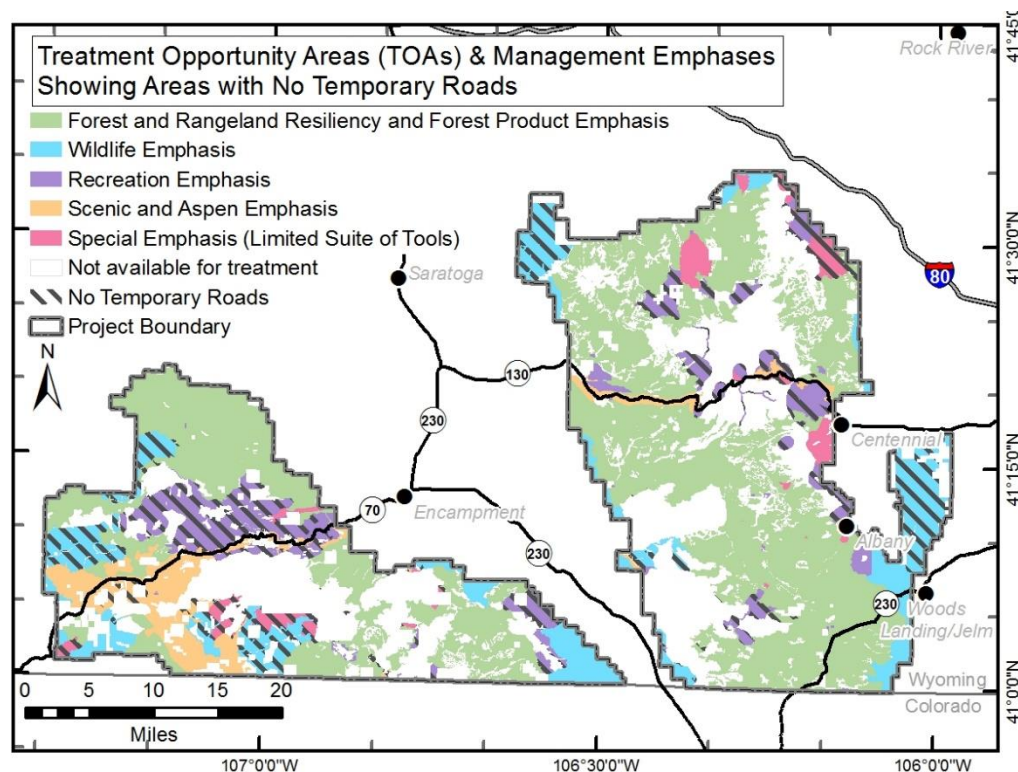 Treatment Opportunity Areas (TOAs) & Management Emphases
Showing Areas with No Temporary Roads
Forest and Rangeland Resiliency and Forest Product Emphasis
Wildlife Emphasis
Recreation Emphasis
Scenic and Aspen Emphasis
Special Emphasis (Limited Suite of Tools)
Not available for treatment
No Temporary Roads
Project Boundary
N
Rock River
80
Saratoga
130
230
Centennial
70
Encampment
230
Albany
230
Woods
Landing/Jelm
Wyoming
Colorado
0 5 10 15 20
Miles
107°0'0"W
106°30'0"W
106°0'0"W
41°45'0
41°30'0"N
41°15'0"N
41°0'0"N